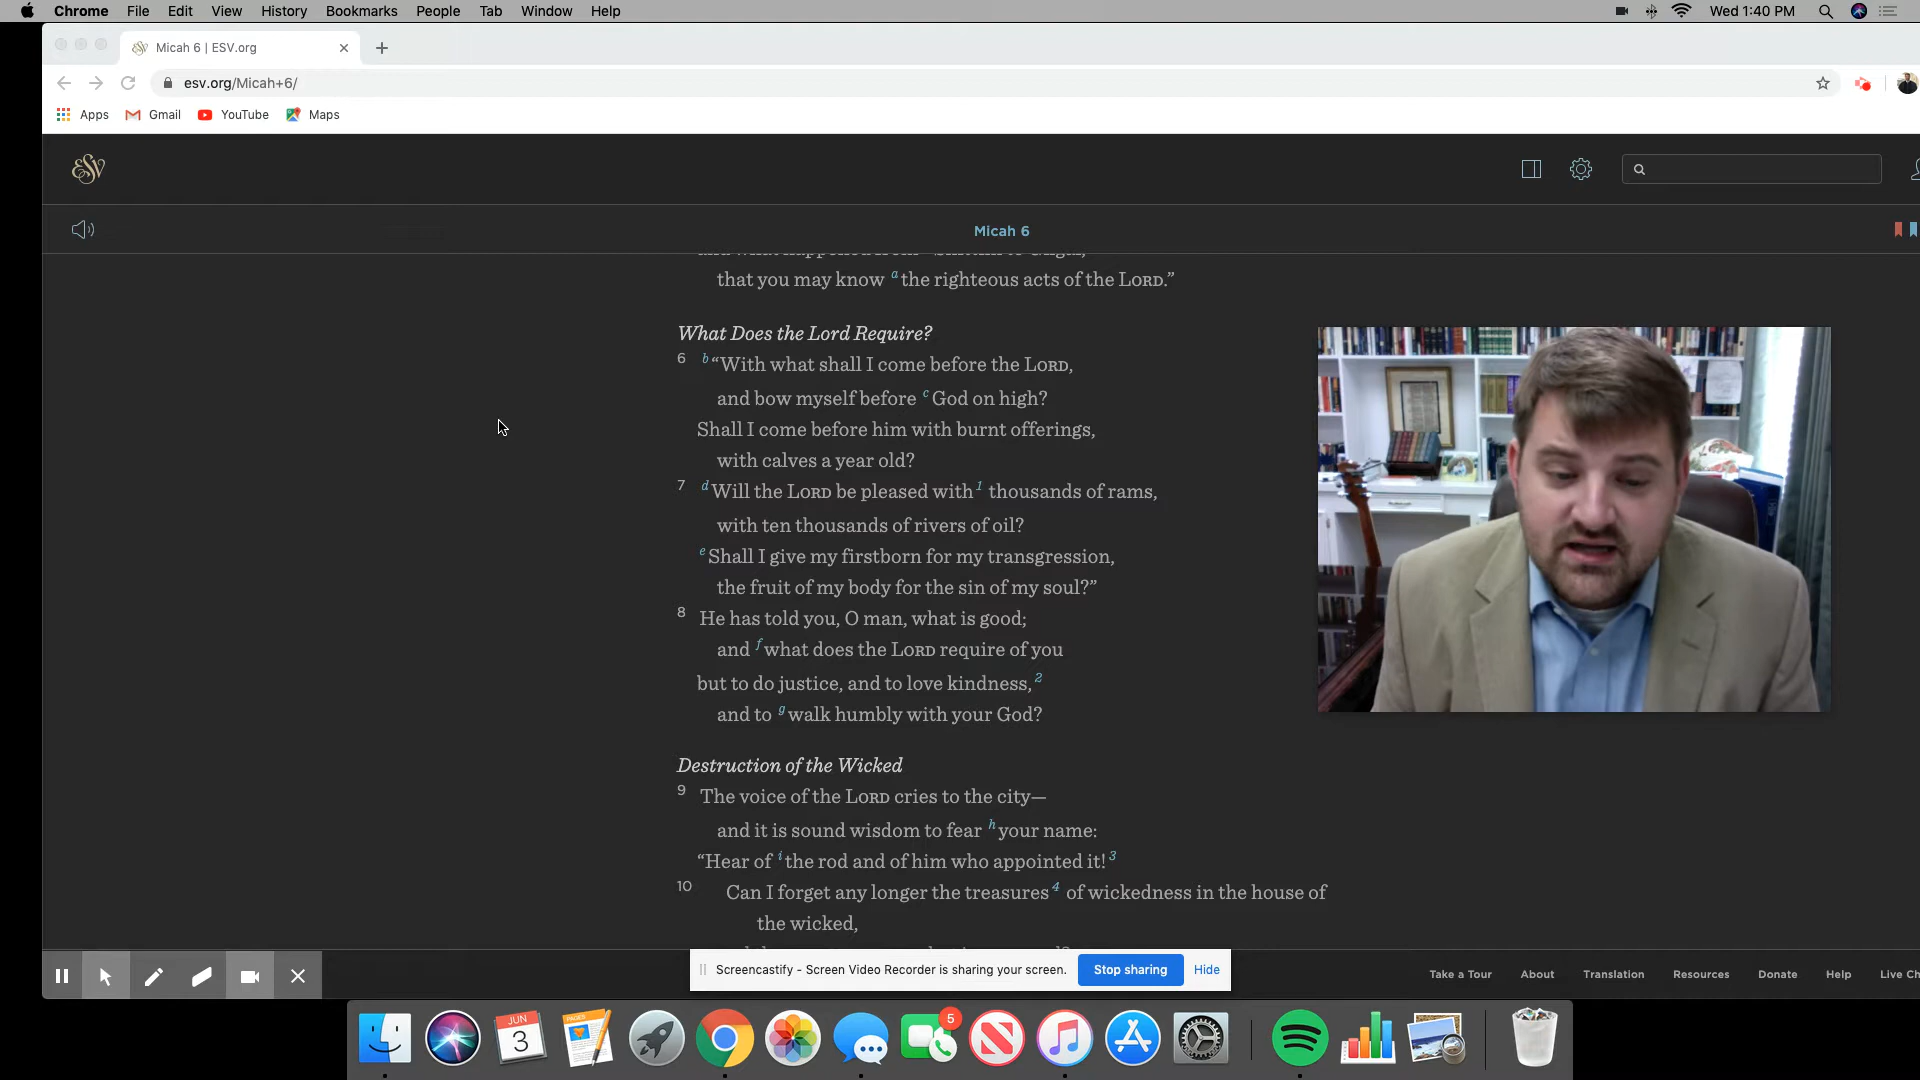 Chrome File Edit View History Bookmarks People Tab Window Help Wed 1:40 PM
Micah 6 | ESV.org
esv.org/Micah+6/
Apps Gmail YouTube Maps
ESV
Micah 6
that you may know a the righteous acts of the LORD.”
What Does the Lord Require?
6 b “With what shall I come before the LORD,
and bow myself before c God on high?
Shall I come before him with burnt offerings,
with calves a year old?
7 d Will the LORD be pleased with 1 thousands of rams,
with ten thousands of rivers of oil?
e Shall I give my firstborn for my transgression,
the fruit of my body for the sin of my soul?”
8 He has told you, O man, what is good;
and f what does the LORD require of you
but to do justice, and to love kindness, 2
and to g walk humbly with your God?
Destruction of the Wicked
9 The voice of the LORD cries to the city—
and it is sound wisdom to fear h your name:
“Hear of i the rod and of him who appointed it! 3
10 Can I forget any longer the treasures 4 of wickedness in the house of
the wicked,
Screencastify - Screen Video Recorder is sharing your screen. Stop sharing Hide
Take a Tour About Translation Resources Donate Help Live Ch
JUN
3
PAGES
5